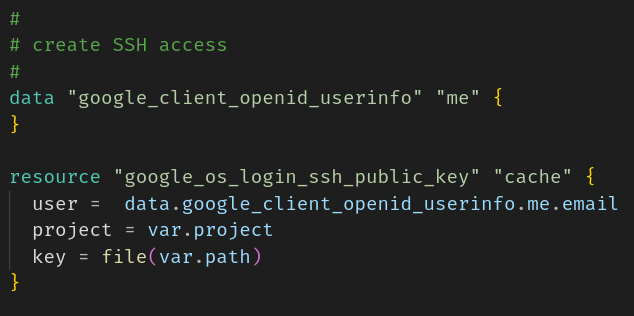 #
# create SSH access
#
data "google_client_openid_userinfo" "me" {
}
resource "google_os_login_ssh_public_key" "cache" {
  user =  data.google_client_openid_userinfo.me.email
  project = var.project
  key = file(var.path)
}